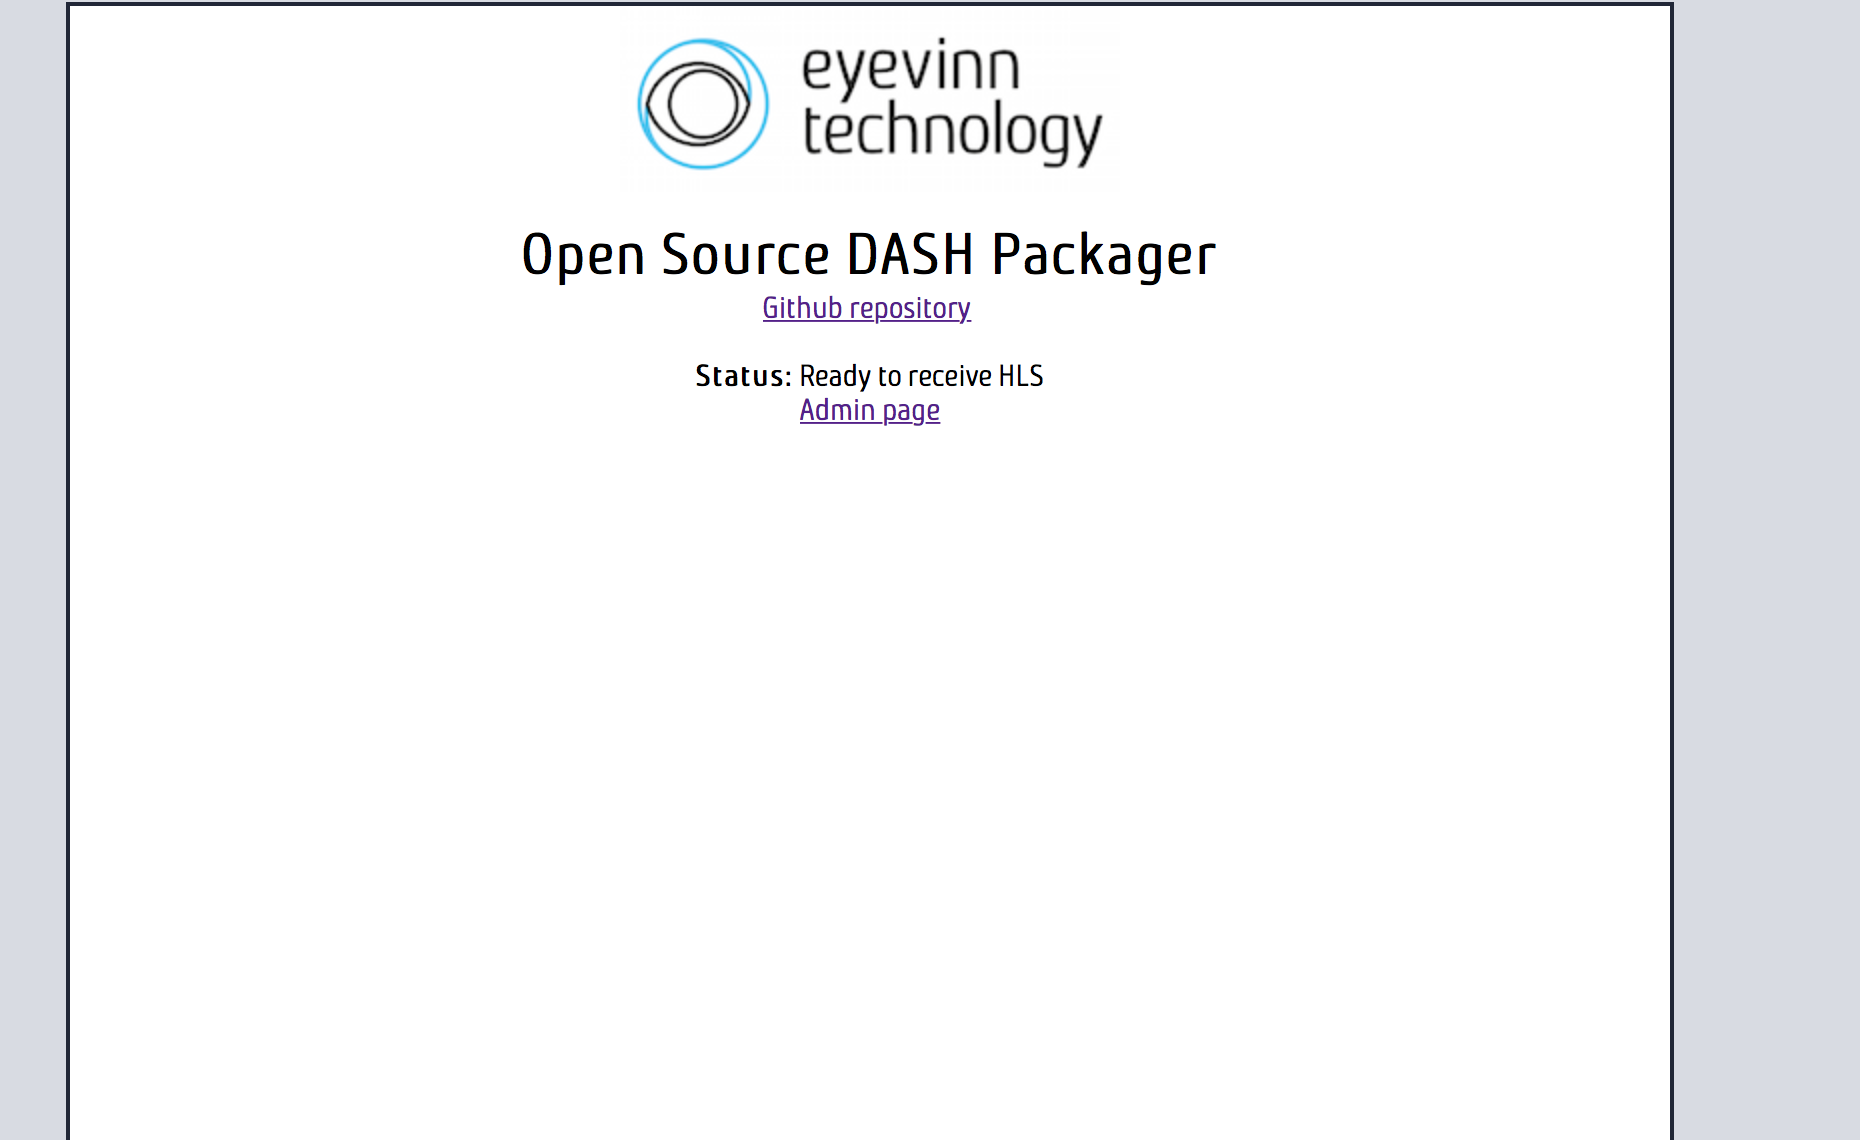 eyevinn
technology
Open Source DASH Packager
Github repository
Status: Ready to receive HLS
Admin page